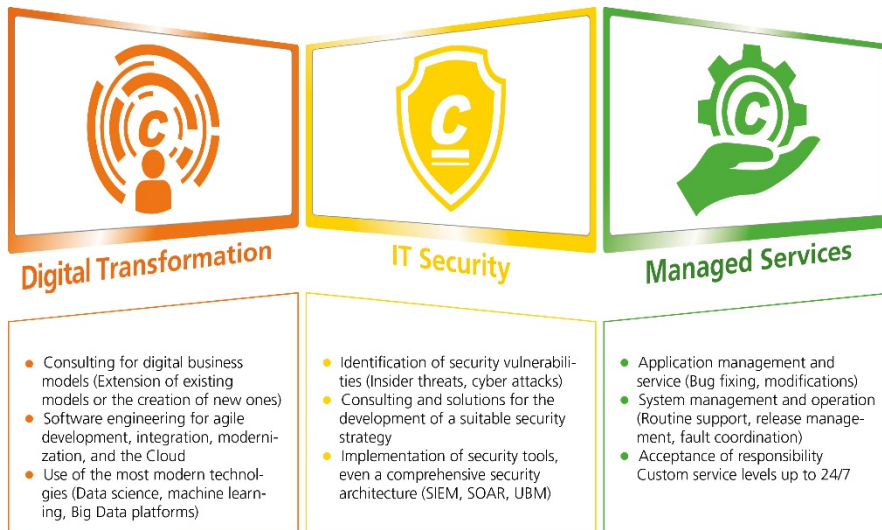 C
C
C
Digital Transformation
IT Security
Managed Services
• Consulting for digital business
models (Extension of existing
models or the creation of new ones)
• Software engineering for agile
development, integration, moderni-
zation, and the Cloud
• Use of the most modern technol-
gies (Data science, machine learn-
ing, Big Data platforms)
• Identification of security vulnerabili-
ties (Insider threats, cyber attacks)
• Consulting and solutions for the
development of a suitable security
strategy
• Implementation of security tools,
even a comprehensive security
architecture (SIEM, SOAR, UBM)
• Application management and
service (Bug fixing, modifications)
• System management and operation
(Routine support, release manage-
ment, fault coordination)
• Acceptance of responsibility
Custom service levels up to 24/7